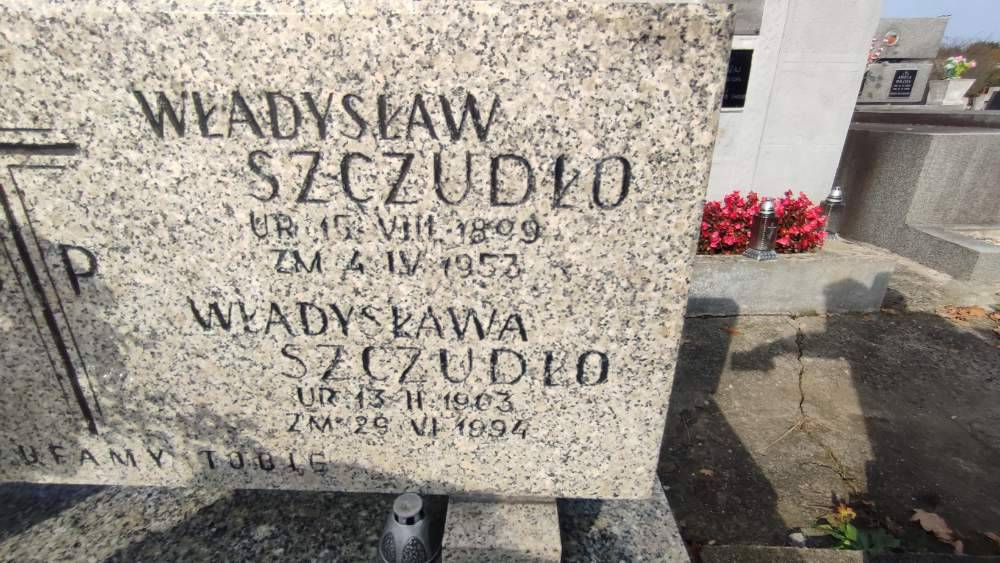 WŁADYSŁAW
SZCZUDŁO
UR 15 VIII 1899
ZM 4 IV 1953
P
WŁADYSŁAWA
SZCZUDŁO
UR 13 II 1903
ZM 29 VI 1994
UFAMY TOBIE